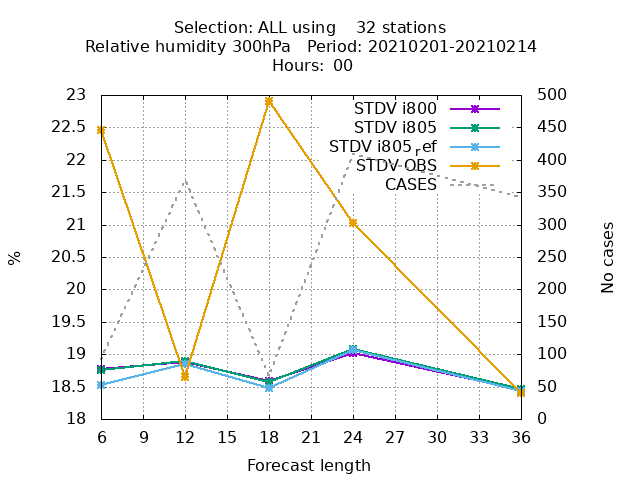 Selection: ALL using    32 stations
Relative humidity 300hPa   Period: 20210201-20210214
Hours:  00
STDV i800
STDV i805
STDV i805_ref
STDV OBS
CASES
%
No cases
23
22.5
22
21.5
21
20.5
20
19.5
19
18.5
18
500
450
400
350
300
250
200
150
100
50
0
6 9 12 15 18 21 24 27 30 33 36
Forecast length